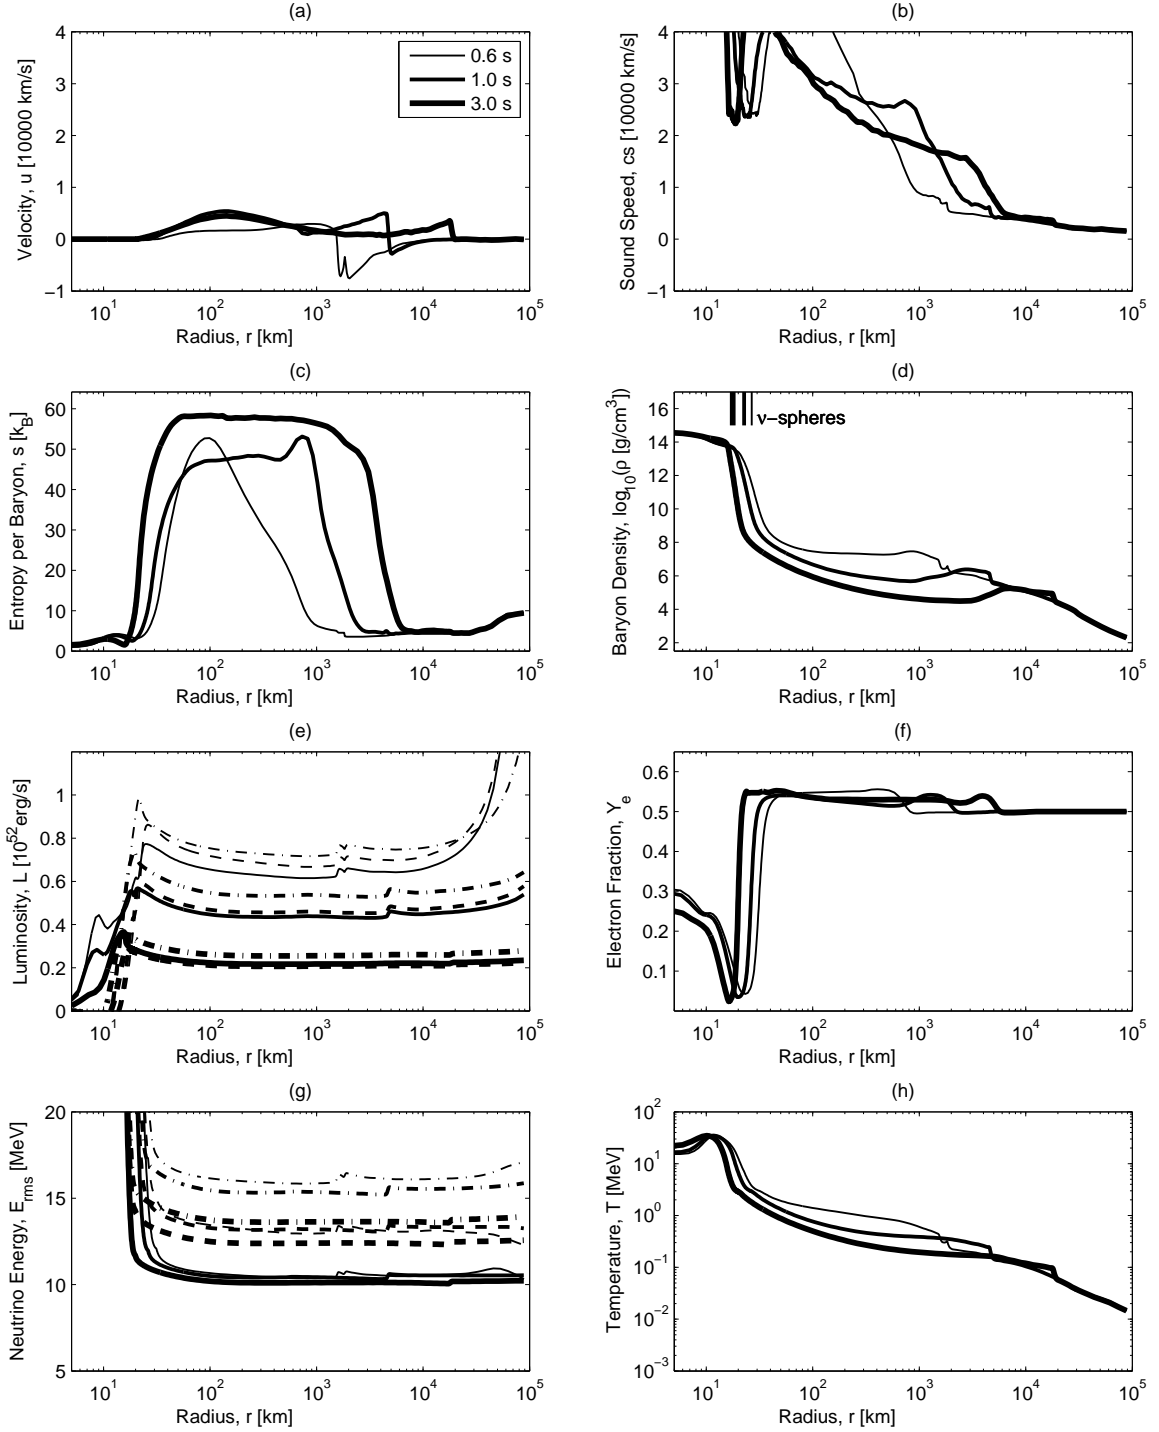 (a)
4
3
2
1
0
−1
10^1 10^2 10^3 10^4 10^5
Velocity, u [10000 km/s]
Radius, r [km]
0.6 s
1.0 s
3.0 s
(b)
4
3
2
1
0
−1
10^1 10^2 10^3 10^4 10^5
Sound Speed, cs [10000 km/s]
Radius, r [km]
(c)
60
50
40
30
20
10
0
10^1 10^2 10^3 10^4 10^5
Entropy per Baryon, s [k_B]
Radius, r [km]
(d)
16
14
12
10
8
6
4
2
10^1 10^2 10^3 10^4 10^5
Baryon Density, log_10(ρ [g/cm^3])
Radius, r [km]
ν−spheres
(e)
1
0.8
0.6
0.4
0.2
0
10^1 10^2 10^3 10^4 10^5
Luminosity, L [10^52 erg/s]
Radius, r [km]
(f)
0.6
0.5
0.4
0.3
0.2
0.1
10^1 10^2 10^3 10^4 10^5
Electron Fraction, Y_e
Radius, r [km]
(g)
20
15
10
5
10^1 10^2 10^3 10^4 10^5
Neutrino Energy, E_rms [MeV]
Radius, r [km]
(h)
10^2
10^1
10^0
10^−1
10^−2
10^−3
10^1 10^2 10^3 10^4 10^5
Temperature, T [MeV]
Radius, r [km]